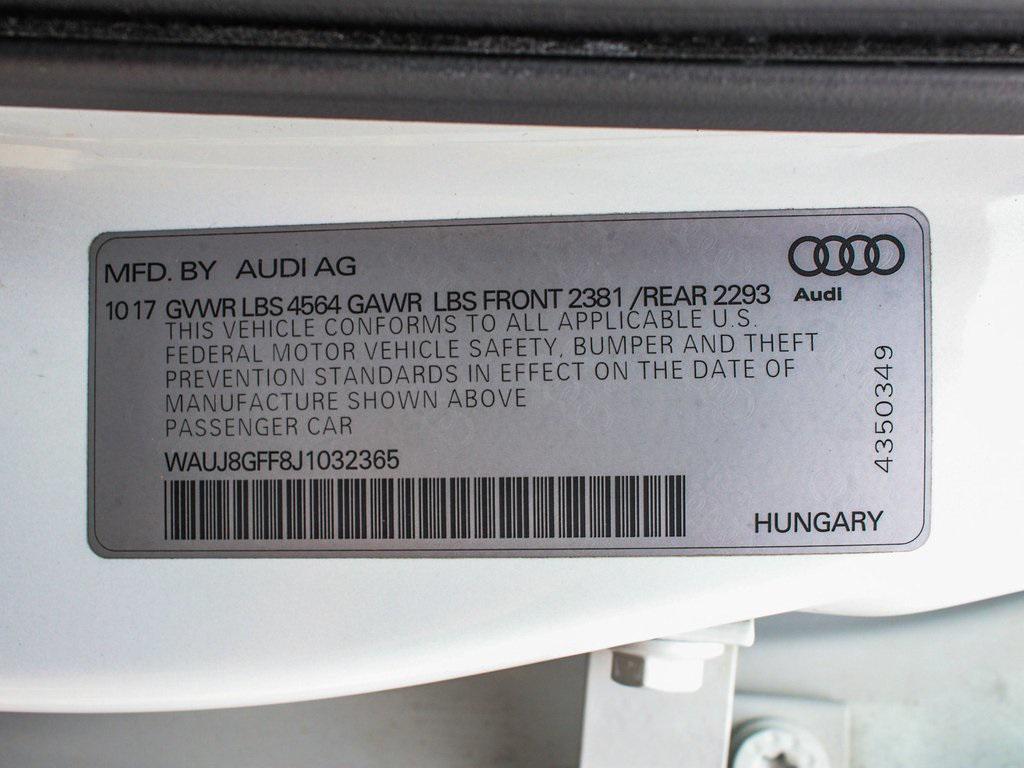 MFD. BY AUDI AG
Audi
10 17 GVWR LBS 4564 GAWR LBS FRONT 2381 /REAR 2293
THIS VEHICLE CONFORMS TO ALL APPLICABLE U.S.
FEDERAL MOTOR VEHICLE SAFETY, BUMPER AND THEFT
PREVENTION STANDARDS IN EFFECT ON THE DATE OF
MANUFACTURE SHOWN ABOVE
PASSENGER CAR
WAUJ8GFF8J1032365
HUNGARY
4350349